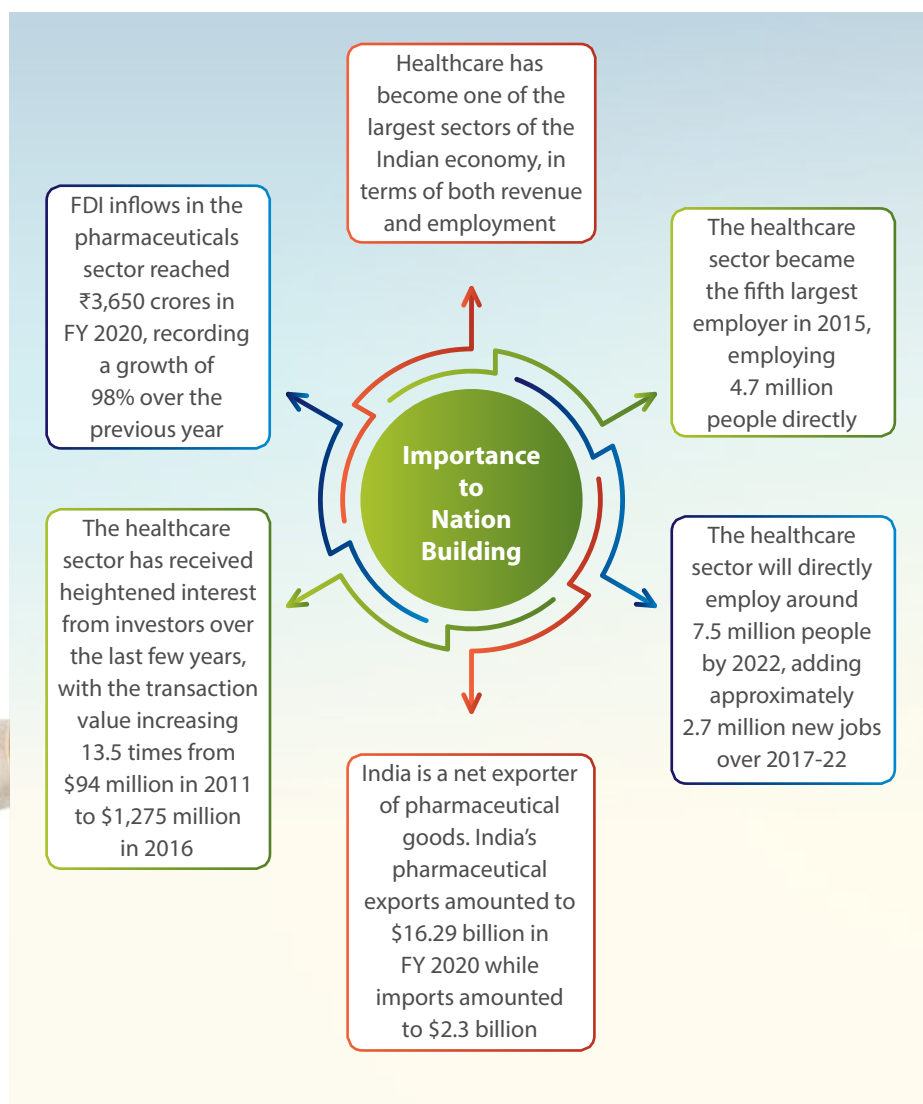 Healthcare has
become one of the
largest sectors of the
Indian economy, in
terms of both revenue
and employment
The healthcare
sector became
the fifth largest
employer in 2015,
employing
4.7 million
people directly
The healthcare
sector will directly
employ around
7.5 million people
by 2022, adding
approximately
2.7 million new jobs
over 2017-22
India is a net exporter
of pharmaceutical
goods. India’s
pharmaceutical
exports amounted to
$16.29 billion in
FY 2020 while
imports amounted
to $2.3 billion
The healthcare
sector has received
heightened interest
from investors over
the last few years,
with the transaction
value increasing
13.5 times from
$94 million in 2011
to $1,275 million
in 2016
FDI inflows in the
pharmaceuticals
sector reached
₹3,650 crores in
FY 2020, recording
a growth of
98% over the
previous year
Importance
to
Nation
Building